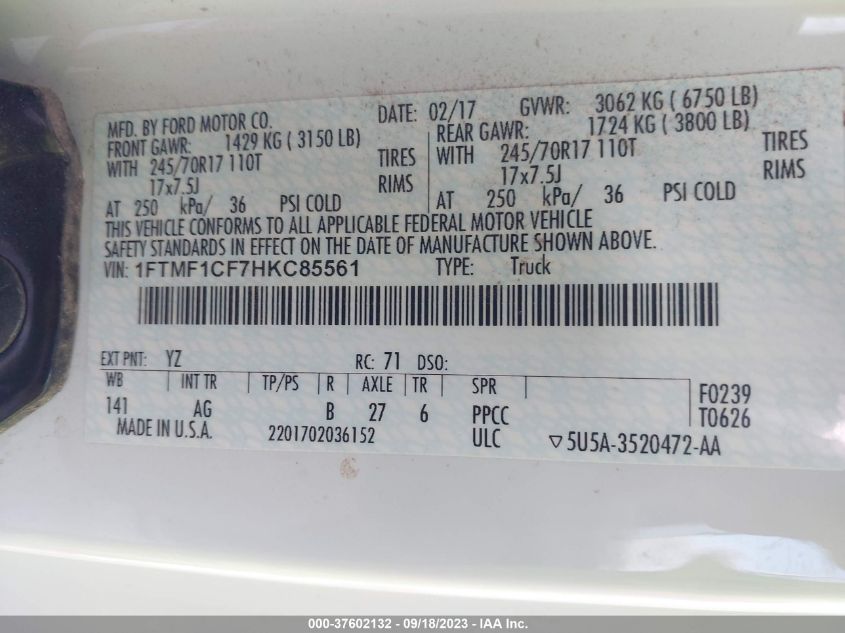 MFD. BY FORD MOTOR CO. DATE: 02/17 GVWR: 3062 KG ( 6750 LB)
FRONT GAWR: 1429 KG ( 3150 LB) REAR GAWR: 1724 KG ( 3800 LB)
WITH 245/70R17 110T TIRES WITH 245/70R17 110T TIRES
17x7.5J RIMS 17x7.5J RIMS
AT 250 kPa/ 36 PSI COLD AT 250 kPa/ 36 PSI COLD
THIS VEHICLE CONFORMS TO ALL APPLICABLE FEDERAL MOTOR VEHICLE
SAFETY STANDARDS IN EFFECT ON THE DATE OF MANUFACTURE SHOWN ABOVE.
VIN: 1FTMF1CF7HKC85561 TYPE: Truck
EXT PNT: YZ RC: 71 DSO:
WB INT TR TP/PS R AXLE TR SPR
141 AG B 27 6 PPCC F0239
MADE IN U.S.A. 2201702036152 ULC T0626
▽5U5A-3520472-AA
000-37602132 - 09/18/2023 - IAA Inc.